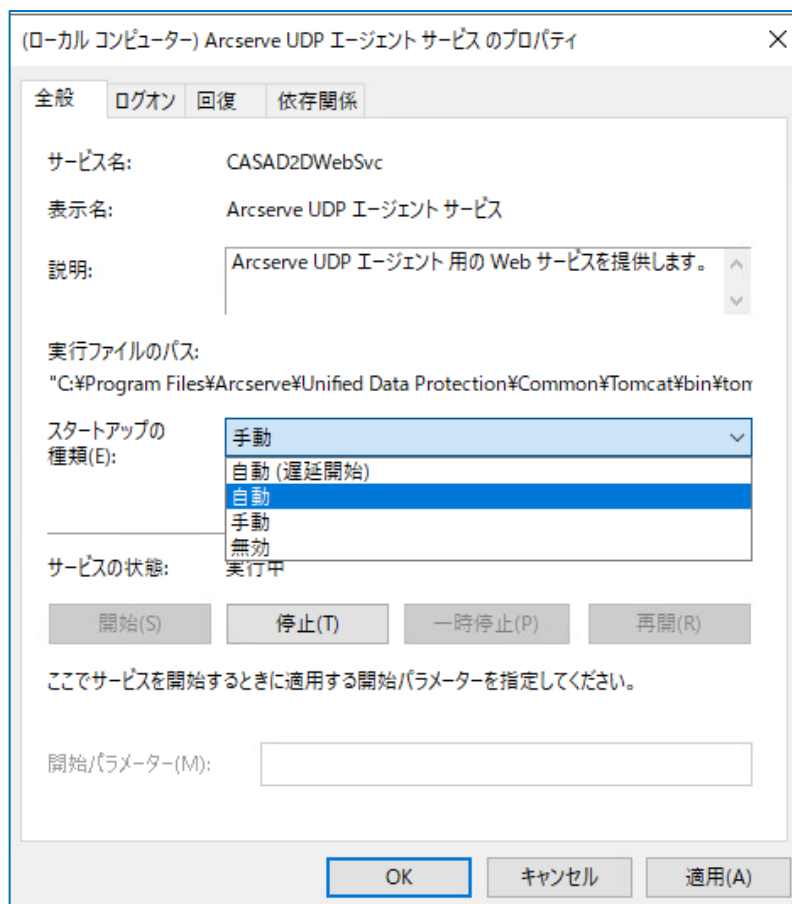 (ローカル コンピューター) Arcserve UDP エージェント サービス のプロパティ
全般 ログオン 回復 依存関係
サービス名: CASAD2DWebSvc
表示名: Arcserve UDP エージェント サービス
説明: Arcserve UDP エージェント 用の Web サービスを提供します。
実行ファイルのパス:
"C:¥Program Files¥Arcserve¥Unified Data Protection¥Common¥Tomcat¥bin¥tom
スタートアップの
種類(E): 手動
自動 (遅延開始)
自動
手動
無効
サービスの状態: 実行中
開始(S) 停止(T) 一時停止(P) 再開(R)
ここでサービスを開始するときに適用する開始パラメーターを指定してください。
開始パラメーター(M):
OK キャンセル 適用(A)